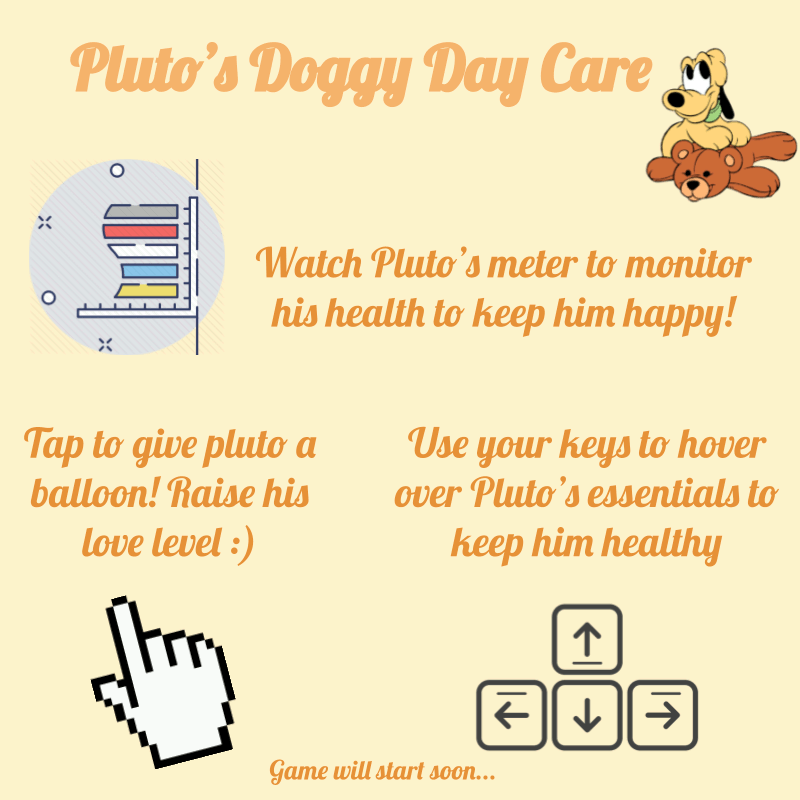 Pluto's Doggy Day Care
Watch Pluto's meter to monitor
his health to keep him happy!
Tap to give pluto a
balloon! Raise his
love level :)
Use your keys to hover
over Pluto's essentials to
keep him healthy
Game will start soon...